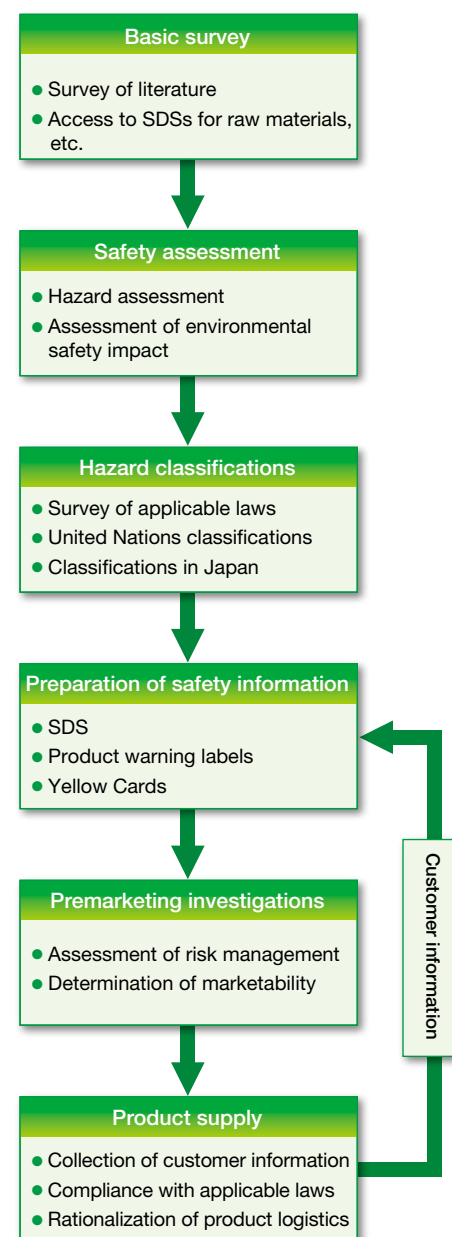 Basic survey
● Survey of literature
● Access to SDSs for raw materials,
etc.
Safety assessment
● Hazard assessment
● Assessment of environmental
safety impact
Hazard classifications
● Survey of applicable laws
● United Nations classifications
● Classifications in Japan
Preparation of safety information
● SDS
● Product warning labels
● Yellow Cards
Premarketing investigations
● Assessment of risk management
● Determination of marketability
Customer information
Product supply
● Collection of customer information
● Compliance with applicable laws
● Rationalization of product logistics